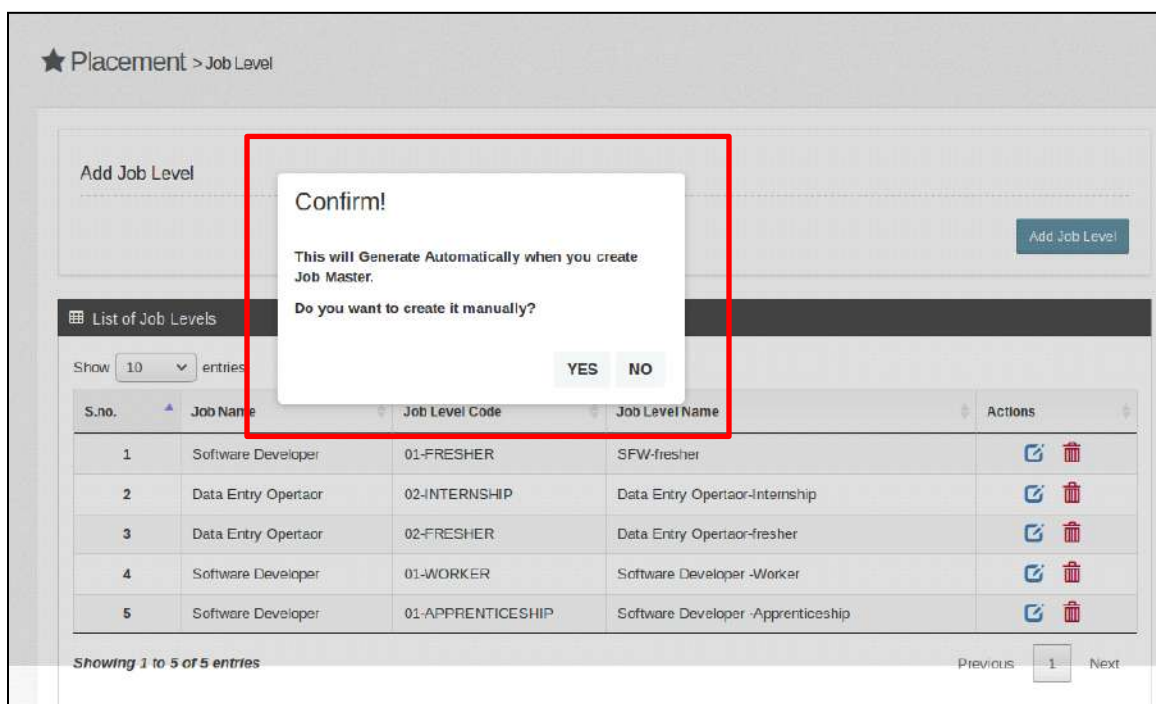 Placement > Job Level
Add Job Level
Confirm!
This will Generate Automatically when you create
Job Master.
Do you want to create it manually?
YES NO
Add Job Level
List of Job Levels
Show 10 entries
S.no. Job Name Job Level Code Job Level Name Actions
1 Software Developer 01-FRESHER SFW-fresher
2 Data Entry Opertaor 02-INTERNSHIP Data Entry Opertaor-Internship
3 Data Entry Opertaor 02-FRESHER Data Entry Opertaor-fresher
4 Software Developer 01-WORKER Software Developer -Worker
5 Software Developer 01-APPRENTICESHIP Software Developer -Apprenticeship
Showing 1 to 5 of 5 entries
Previous 1 Next